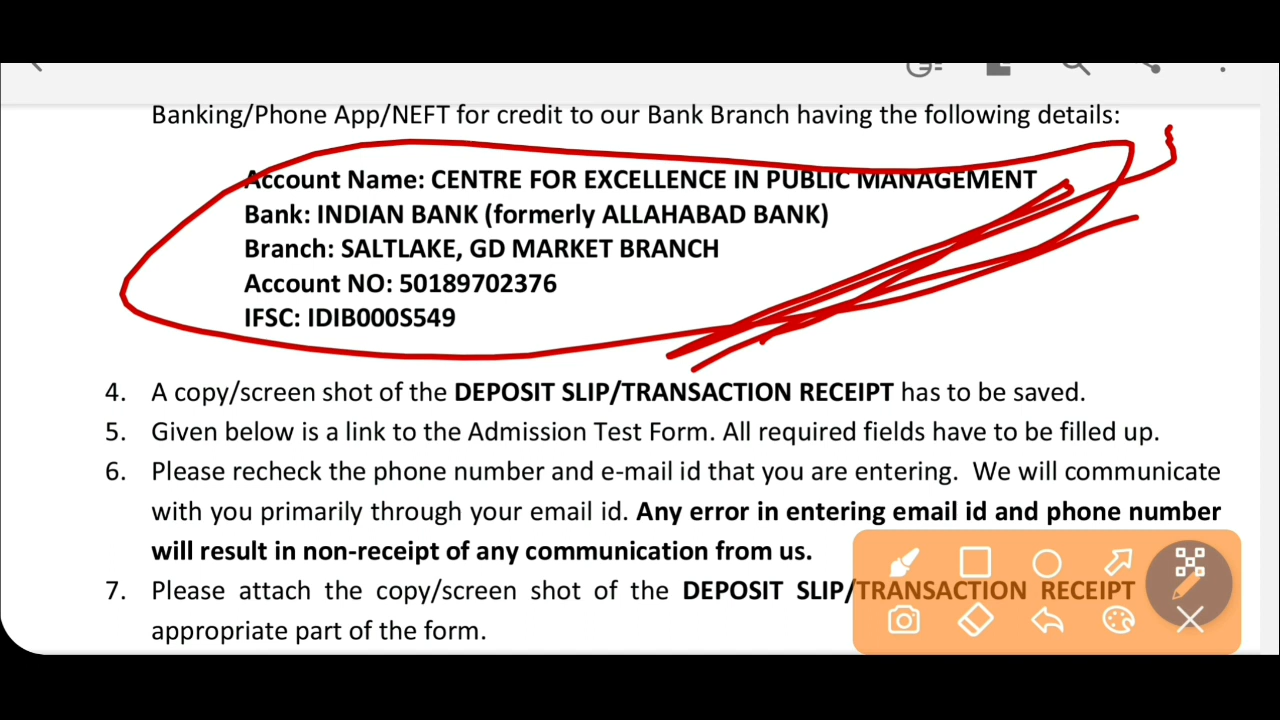 Banking/Phone App/NEFT for credit to our Bank Branch having the following details:
Account Name: CENTRE FOR EXCELLENCE IN PUBLIC MANAGEMENT
Bank: INDIAN BANK (formerly ALLAHABAD BANK)
Branch: SALTLAKE, GD MARKET BRANCH
Account NO: 50189702376
IFSC: IDIB000S549
4. A copy/screen shot of the DEPOSIT SLIP/TRANSACTION RECEIPT has to be saved.
5. Given below is a link to the Admission Test Form. All required fields have to be filled up.
6. Please recheck the phone number and e-mail id that you are entering. We will communicate
with you primarily through your email id. Any error in entering email id and phone number
will result in non-receipt of any communication from us.
7. Please attach the copy/screen shot of the DEPOSIT SLIP/TRANSACTION RECEIPT
appropriate part of the form.